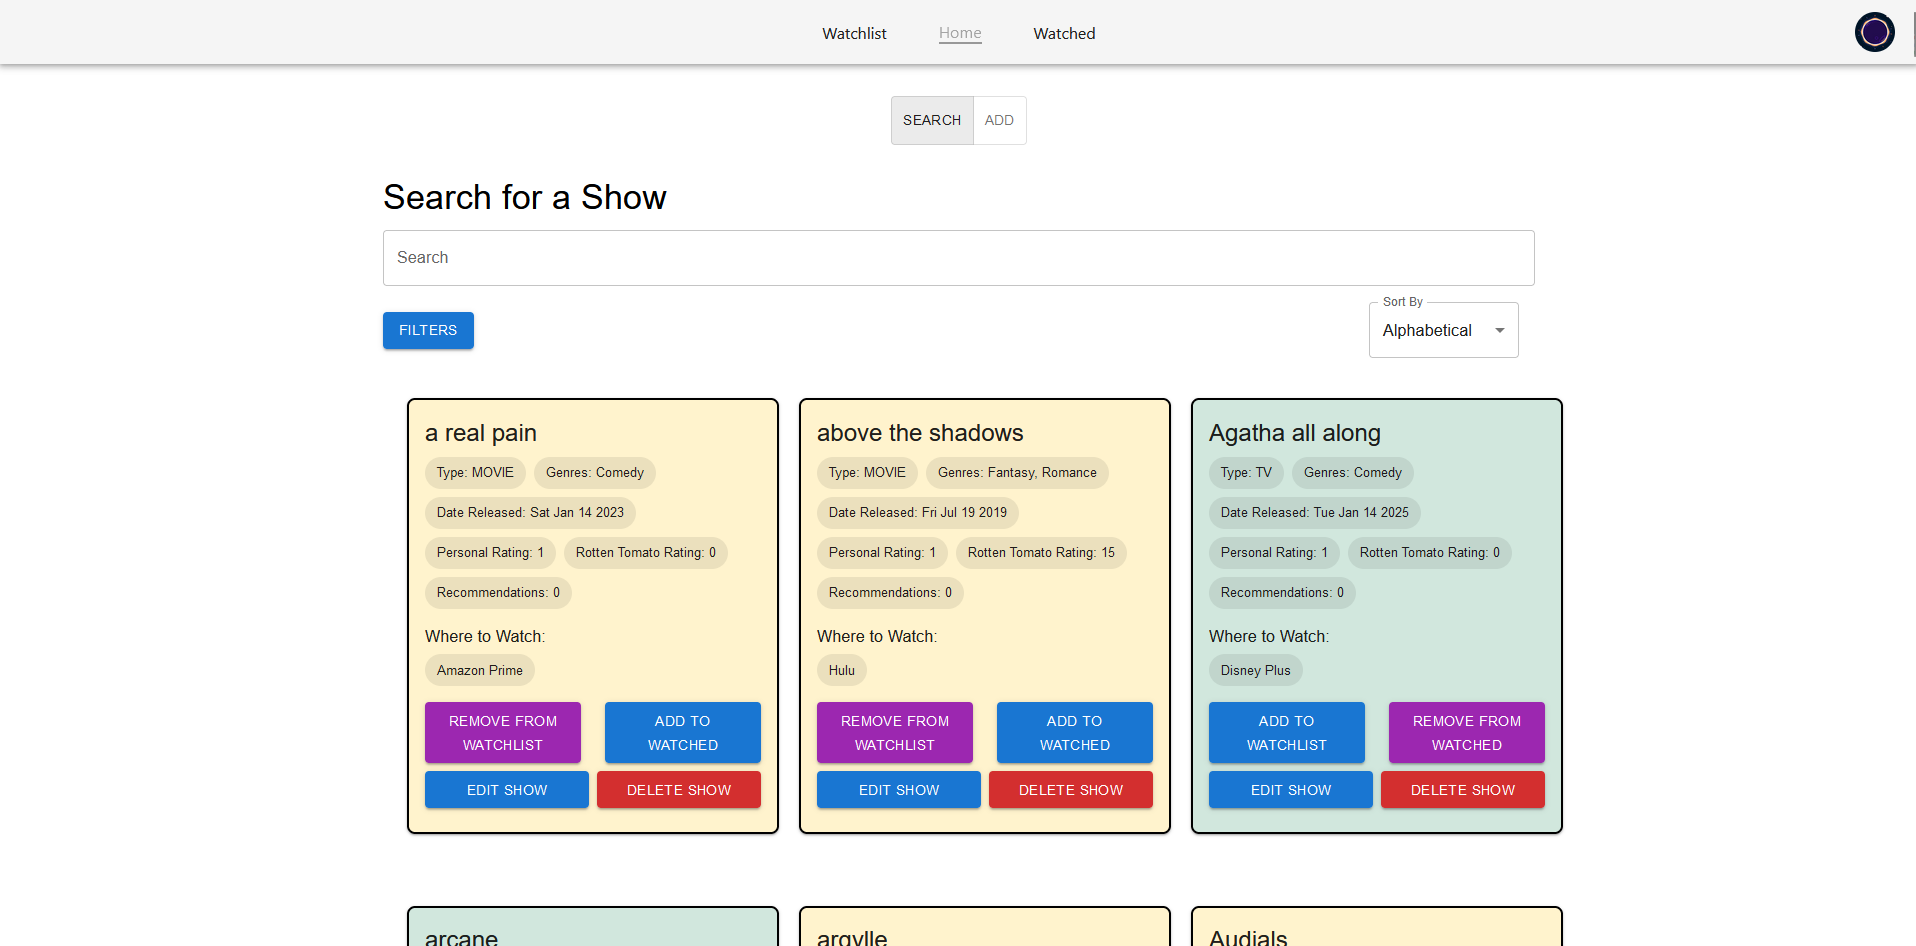 Watchlist Home Watched
SEARCH ADD
Search for a Show
Search
Sort By
FILTERS
Alphabetical
a real pain
Type: MOVIE Genres: Comedy
Date Released: Sat Jan 14 2023
Personal Rating: 1 Rotten Tomato Rating: 0
Recommendations: 0
Where to Watch:
Amazon Prime
REMOVE FROM
WATCHLIST
ADD TO
WATCHED
EDIT SHOW DELETE SHOW
above the shadows
Type: MOVIE Genres: Fantasy, Romance
Date Released: Fri Jul 19 2019
Personal Rating: 1 Rotten Tomato Rating: 15
Recommendations: 0
Where to Watch:
Hulu
REMOVE FROM
WATCHLIST
ADD TO
WATCHED
EDIT SHOW DELETE SHOW
Agatha all along
Type: TV Genres: Comedy
Date Released: Tue Jan 14 2025
Personal Rating: 1 Rotten Tomato Rating: 0
Recommendations: 0
Where to Watch:
Disney Plus
ADD TO
WATCHLIST
REMOVE FROM
WATCHED
EDIT SHOW DELETE SHOW
arcane
argylle
Audials